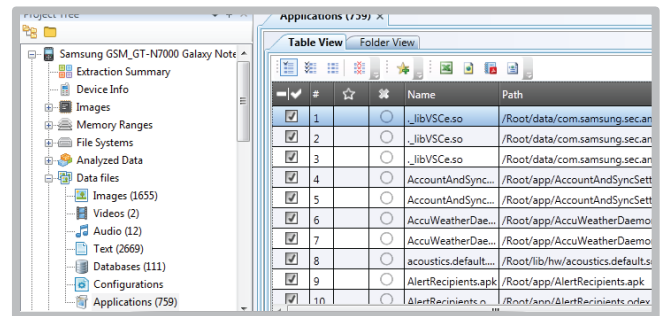 Project Tree
Samsung GSM_GT-N7000 Galaxy Note
Extraction Summary
Device Info
Images
Memory Ranges
File Systems
Analyzed Data
Data files
Images (1655)
Videos (2)
Audio (12)
Text (2669)
Databases (111)
Configurations
Applications (759)
Applications (759) ×
Table View Folder View
# Name Path
1 ._libVSCe.so /Root/data/com.samsung.sec.an
2 ._libVSCe.so /Root/data/com.samsung.sec.an
3 ._libVSCe.so /Root/data/com.samsung.sec.an
4 AccountAndSync... /Root/app/AccountAndSyncSett
5 AccountAndSync... /Root/app/AccountAndSyncSett
6 AccuWeatherDae... /Root/app/AccuWeatherDaemo
7 AccuWeatherDae... /Root/app/AccuWeatherDaemo
8 acoustics.default.... /Root/lib/hw/acoustics.default.s
9 AlertRecipients.apk /Root/app/AlertRecipients.apk
10 AlertRecipients.o... /Root/app/AlertRecipients.odex